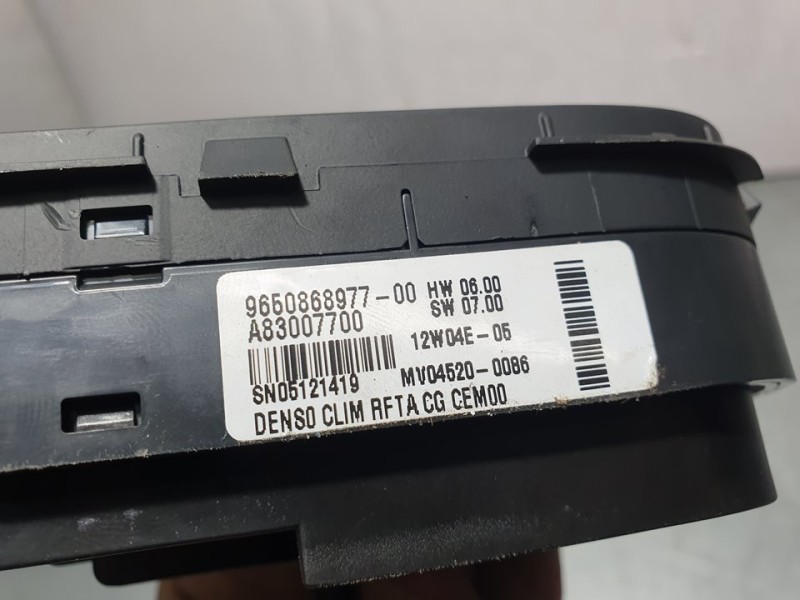 9650868977-00 HW 06.00
A83007700 SW 07.00
12W04E-05
SN05121419 MV04520-0086
DENSO CLIM RFTA CG CEM00